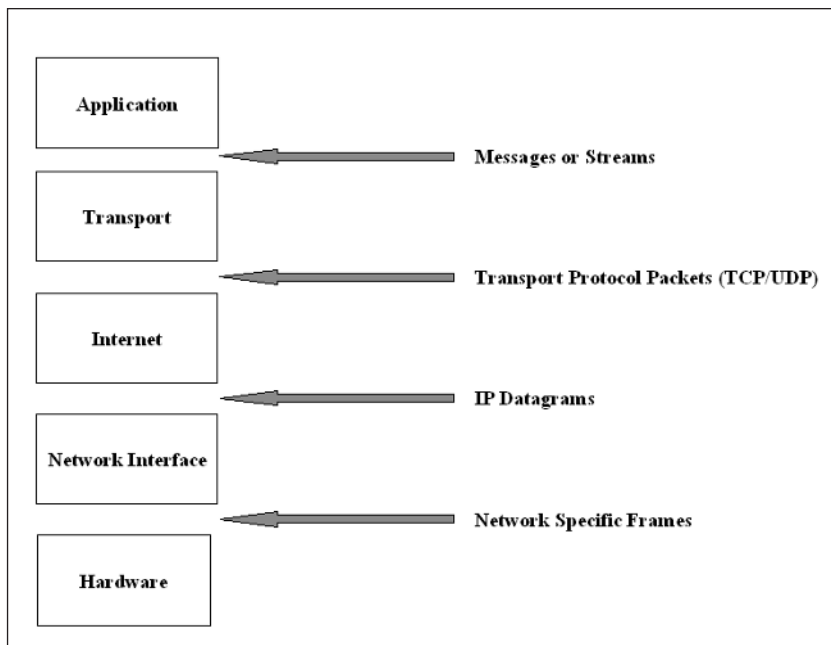 Application
Messages or Streams
Transport
Transport Protocol Packets (TCP/UDP)
Internet
IP Datagrams
Network Interface
Network Specific Frames
Hardware